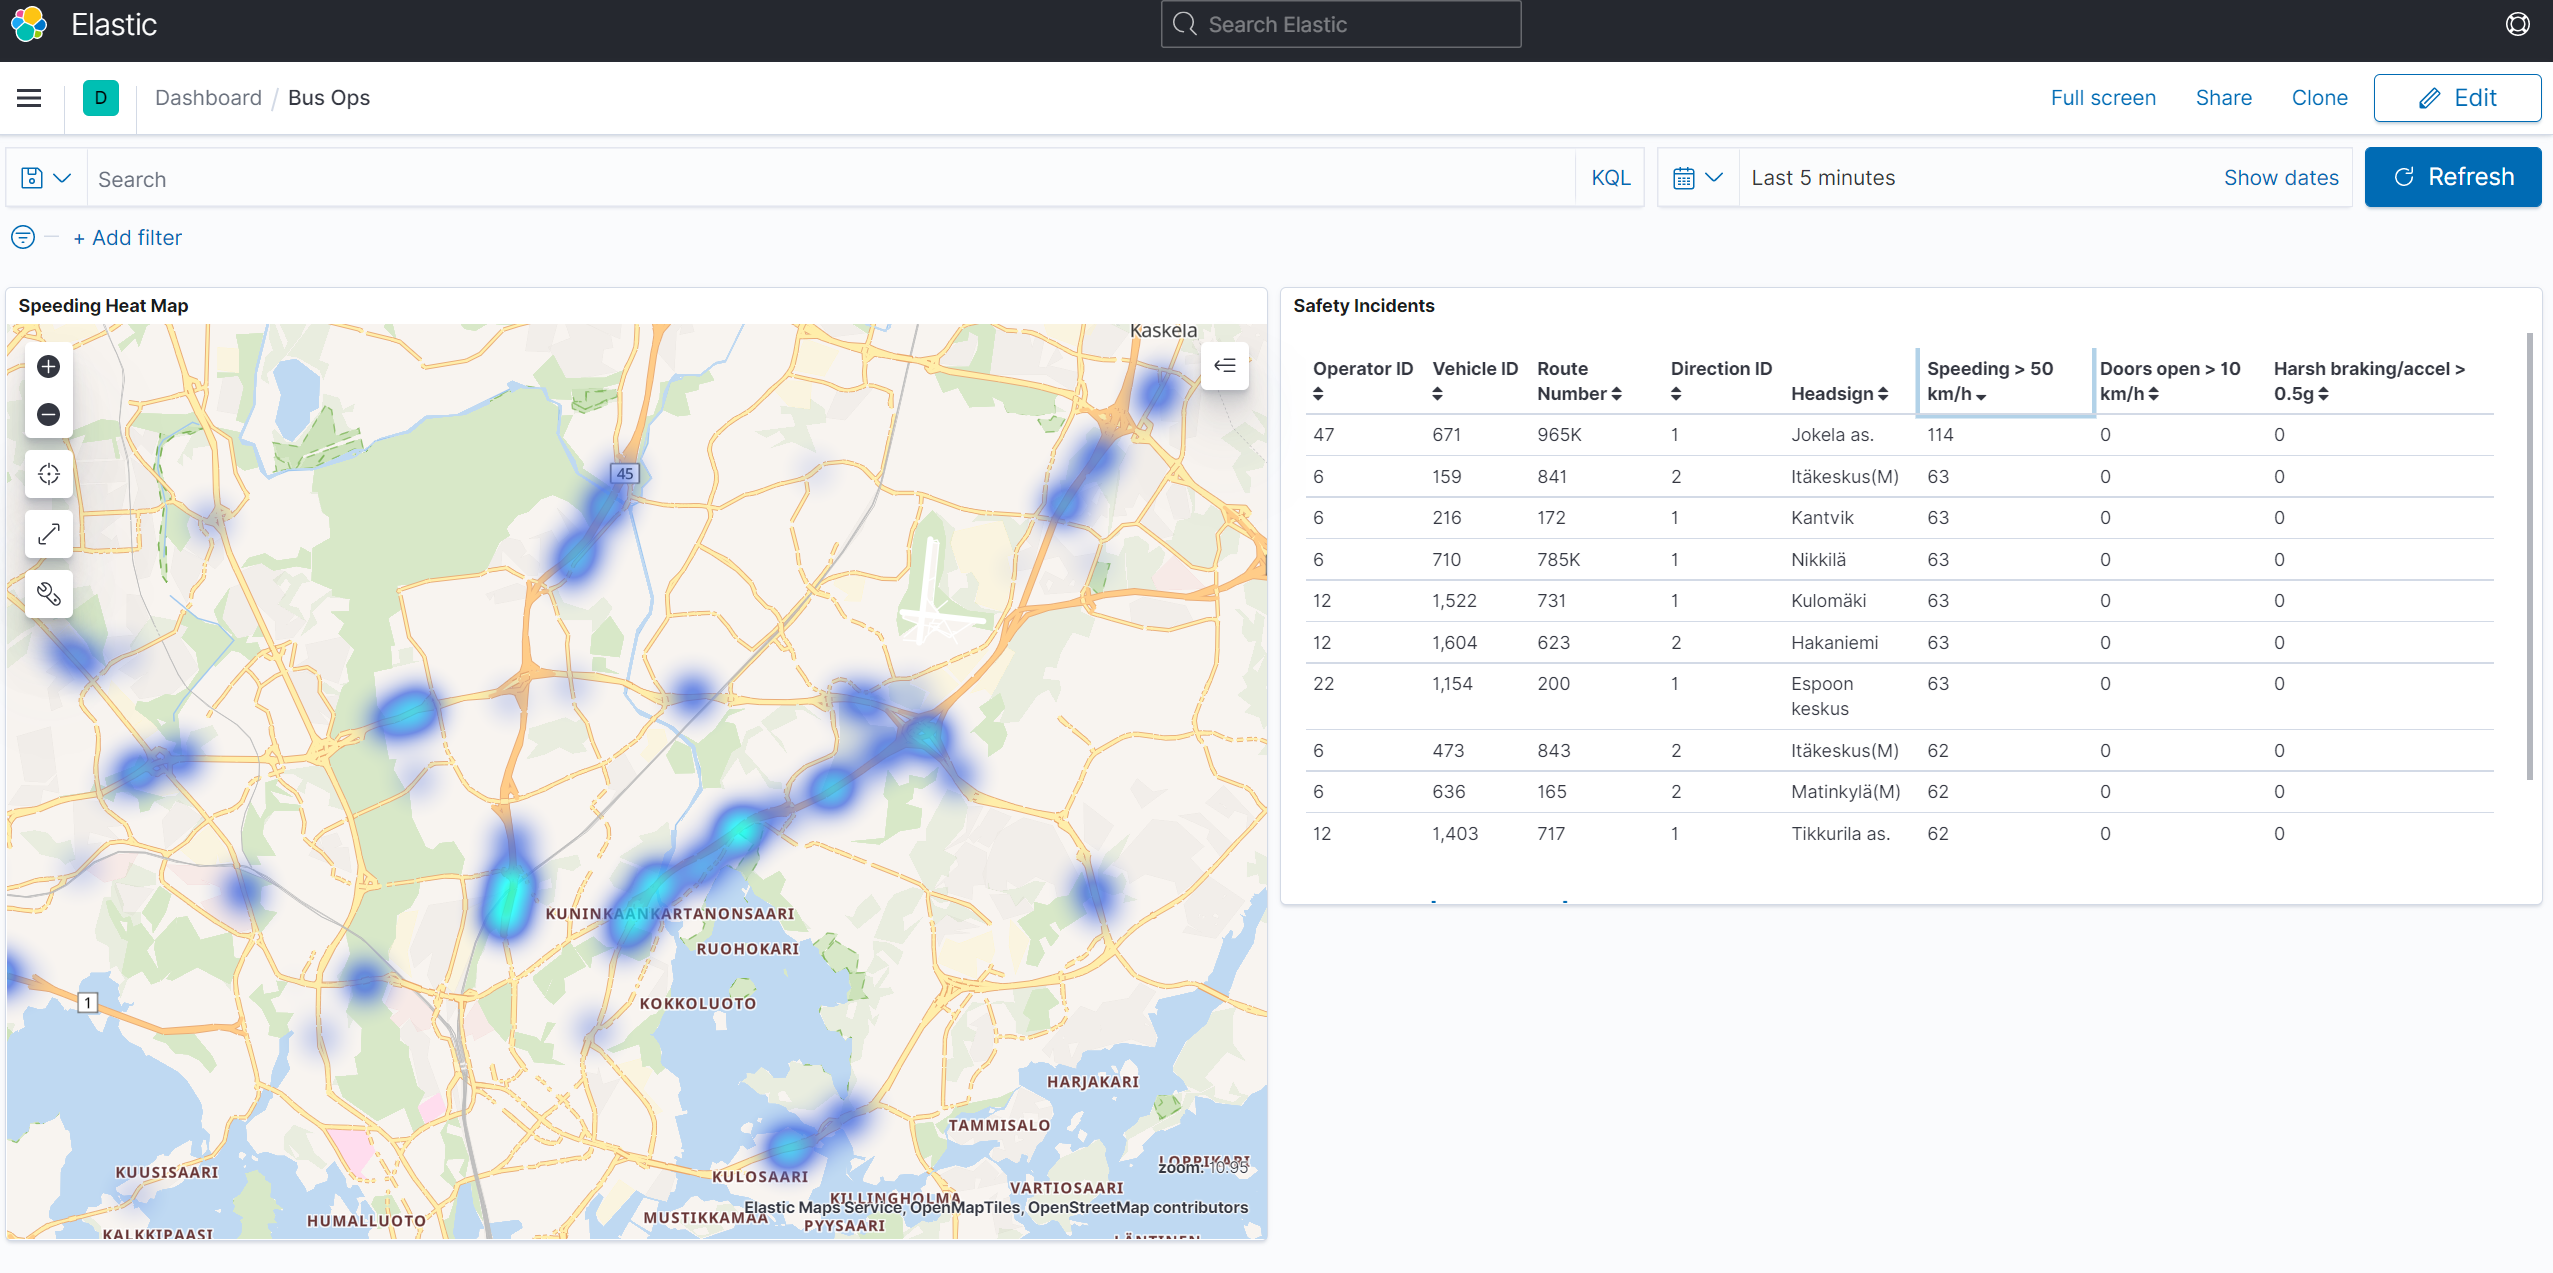 Elastic
Search Elastic
D
Dashboard / Bus Ops
Full screen
Share
Clone
Edit
Search
KQL
Last 5 minutes
Show dates
Refresh
+ Add filter
Speeding Heat Map
Kaskela
45
KUNINKAANKARTANONSAARI
RUOHOKARI
KOKKOLUOTO
1
HARJAKARI
TAMMISALO
LOPPIKARI
zoom: 10.95
KUUSISAARI
KULOSAARI
VARTIOSAARI
KILLINGHOLMA
Elastic Maps Service, OpenMapTiles, OpenStreetMap contributors
HUMALLUOTO
MUSTIKKAMAA
PYYSAARI
KALKKIPAASI
LÄNTINEN
Safety Incidents
Operator ID Vehicle ID Route Number Direction ID Headsign Speeding > 50 km/h Doors open > 10 km/h Harsh braking/accel > 0.5g
47 671 965K 1 Jokela as. 114 0 0
6 159 841 2 Itäkeskus(M) 63 0 0
6 216 172 1 Kantvik 63 0 0
6 710 785K 1 Nikkilä 63 0 0
12 1,522 731 1 Kulomäki 63 0 0
12 1,604 623 2 Hakaniemi 63 0 0
22 1,154 200 1 Espoon keskus 63 0 0
6 473 843 2 Itäkeskus(M) 62 0 0
6 636 165 2 Matinkylä(M) 62 0 0
12 1,403 717 1 Tikkurila as. 62 0 0